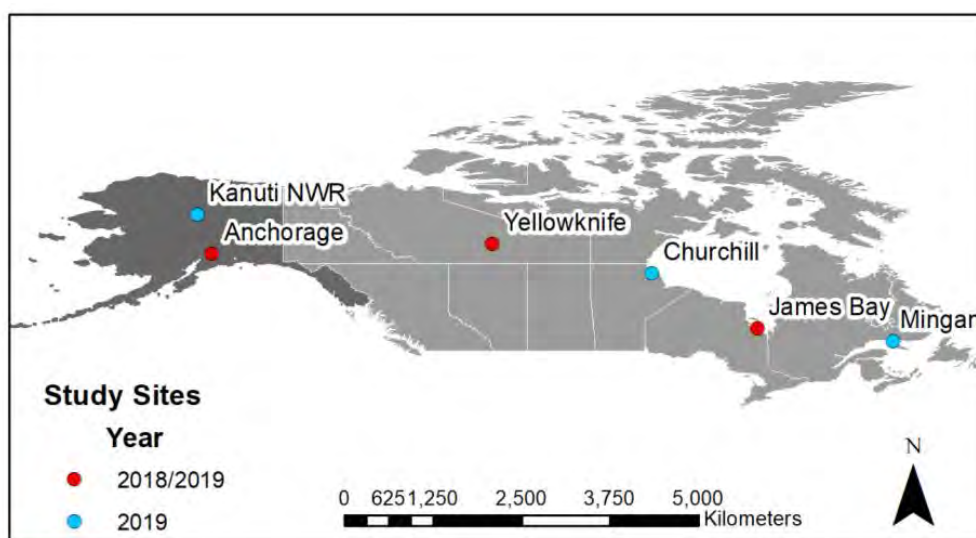 Kanuti NWR
Anchorage
Yellowknife
Churchill
James Bay
Mingan
Study Sites
Year
2018/2019
2019
N
0 625 1,250 2,500 3,750 5,000
Kilometers